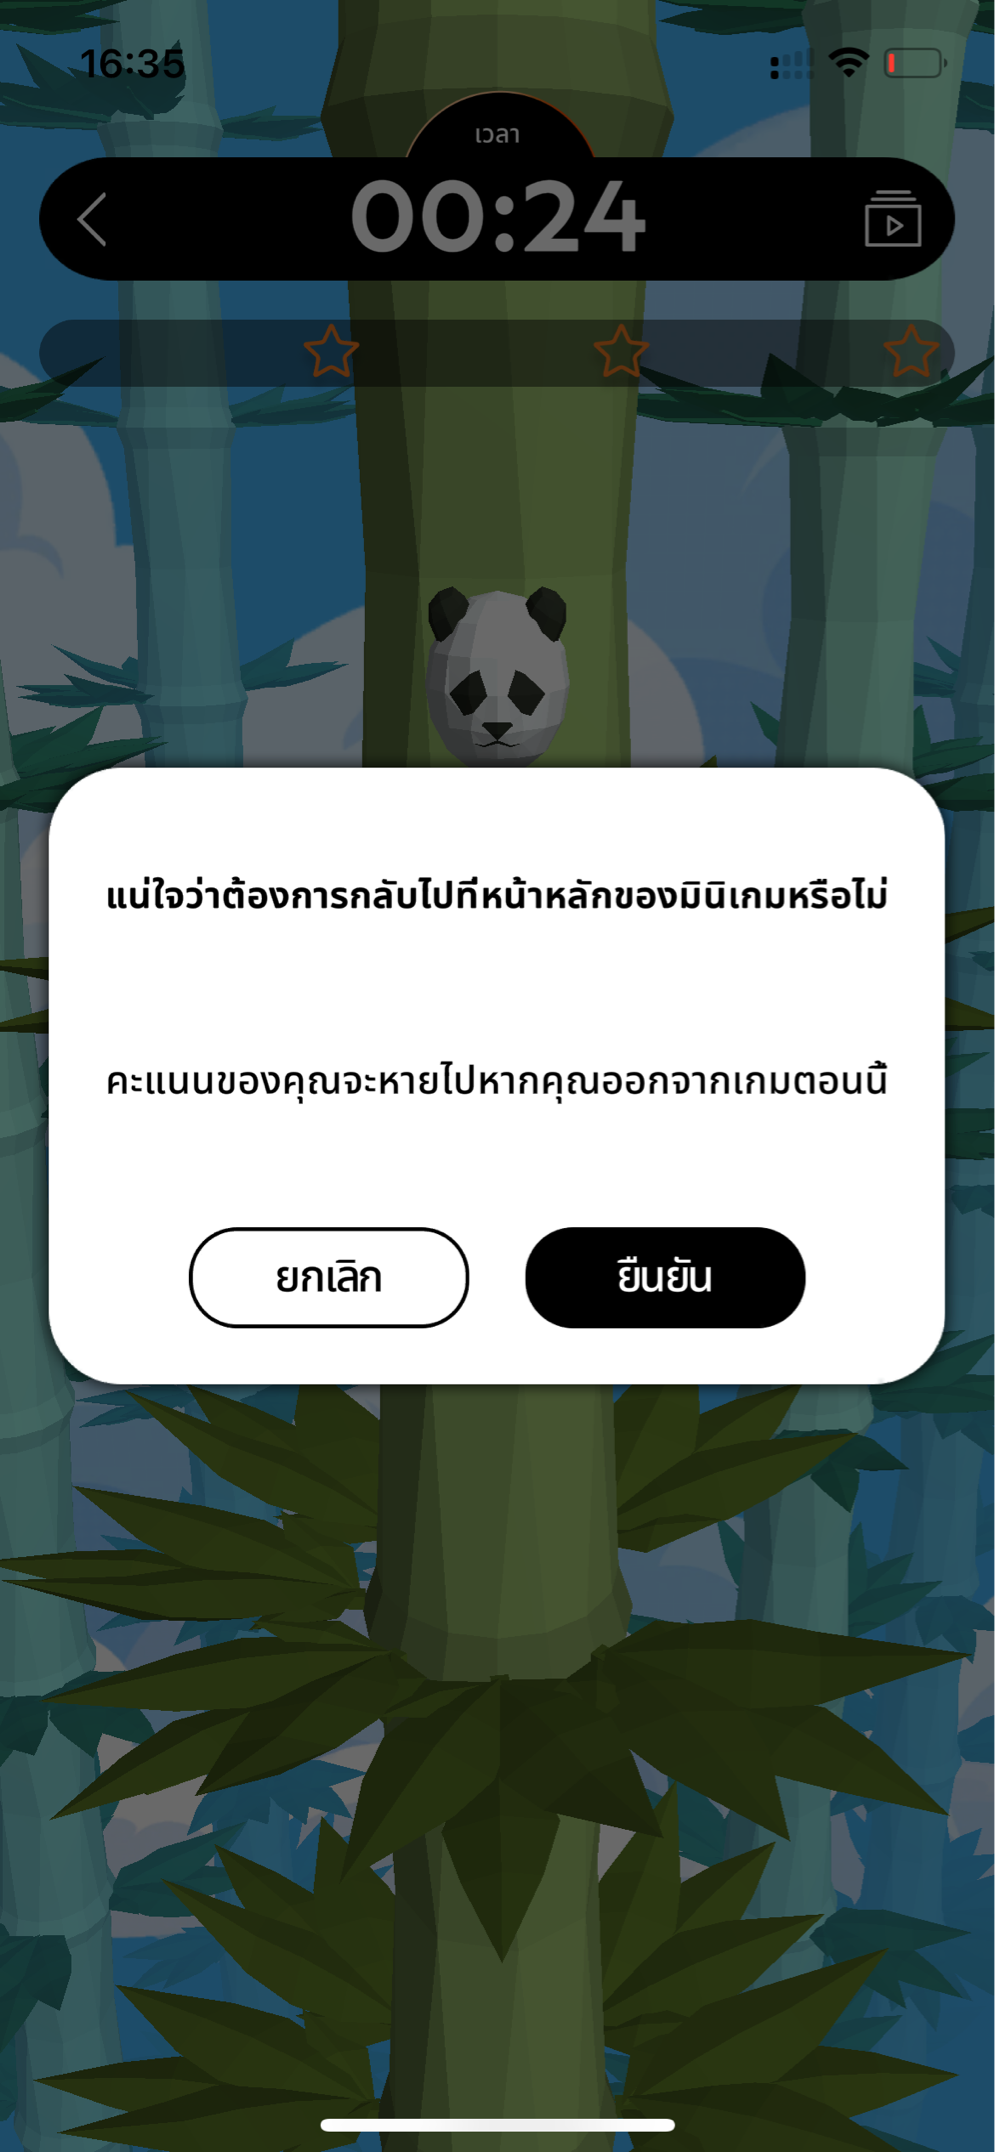 16:35
เวลา
00:24
แน่ใจว่าต้องการกลับไปที่หน้าหลักของมินิเกมหรือไม่
คะแนนของคุณจะหายไปหากคุณออกจากเกมตอนนี้
ยกเลิก
ยืนยัน